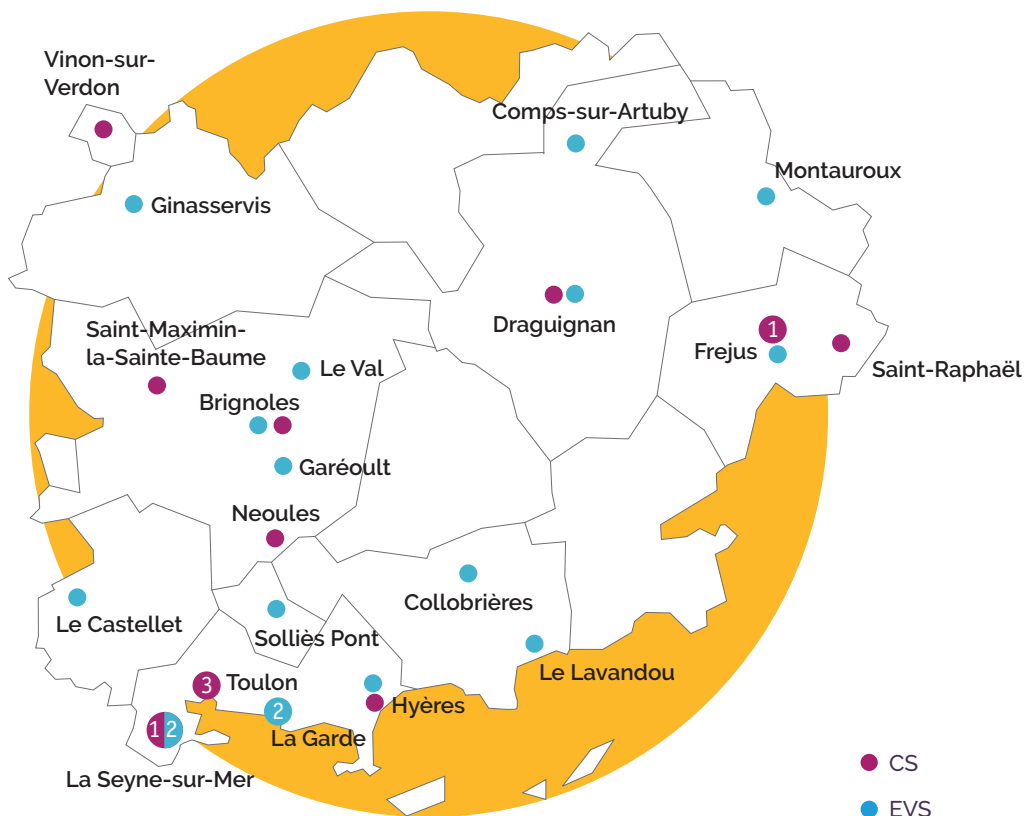 Vinon-sur-
Verdon
Comps-sur-Artuby
Montauroux
Ginasservis
Draguignan
Saint-Maximin-
la-Sainte-Baume
1
Frejus
Saint-Raphaël
Le Val
Brignoles
Garéoult
Neoules
Collobrières
Le Castellet
Solliès Pont
Le Lavandou
3 Toulon
2
Hyères
La Garde
1 2
La Seyne-sur-Mer
CS
EVS